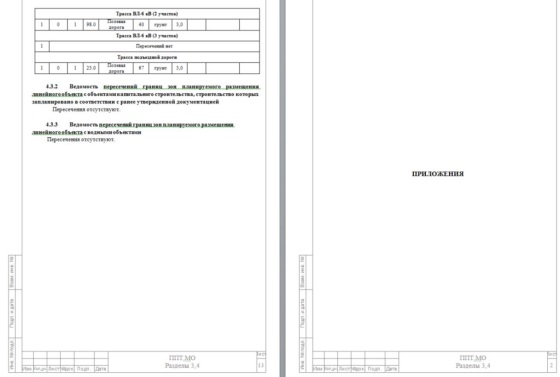 Трасса ВЛ-6 кВ (2 участок)
1 0 1 98.0 Полевая дорога 40 грунт 3,0
Трасса ВЛ-6 кВ (3 участок)
1 Пересечений нет
Трасса подъездной дороги
1 0 1 23.0 Полевая дорога 67 грунт 3,0
4.3.2 Ведомость пересечений границ зон планируемого размещения
линейного объекта с объектами капитального строительства, строительство которых
запланировано в соответствии с ранее утвержденной документацией
Пересечения отсутствуют.
4.3.3 Ведомость пересечений границ зон планируемого размещения
линейного объекта с водными объектами
Пересечения отсутствуют.
Взам. инв. №
Подп. и дата
Инв. № подл.
Изм. Кол.уч. Лист №док. Подп. Дата
ППТ.МО
Разделы 3,4
Лист
13
ПРИЛОЖЕНИЯ
Взам. инв. №
Подп. и дата
Инв. № подл.
Изм. Кол.уч. Лист №док. Подп. Дата
ППТ.МО
Разделы 3,4
Лист